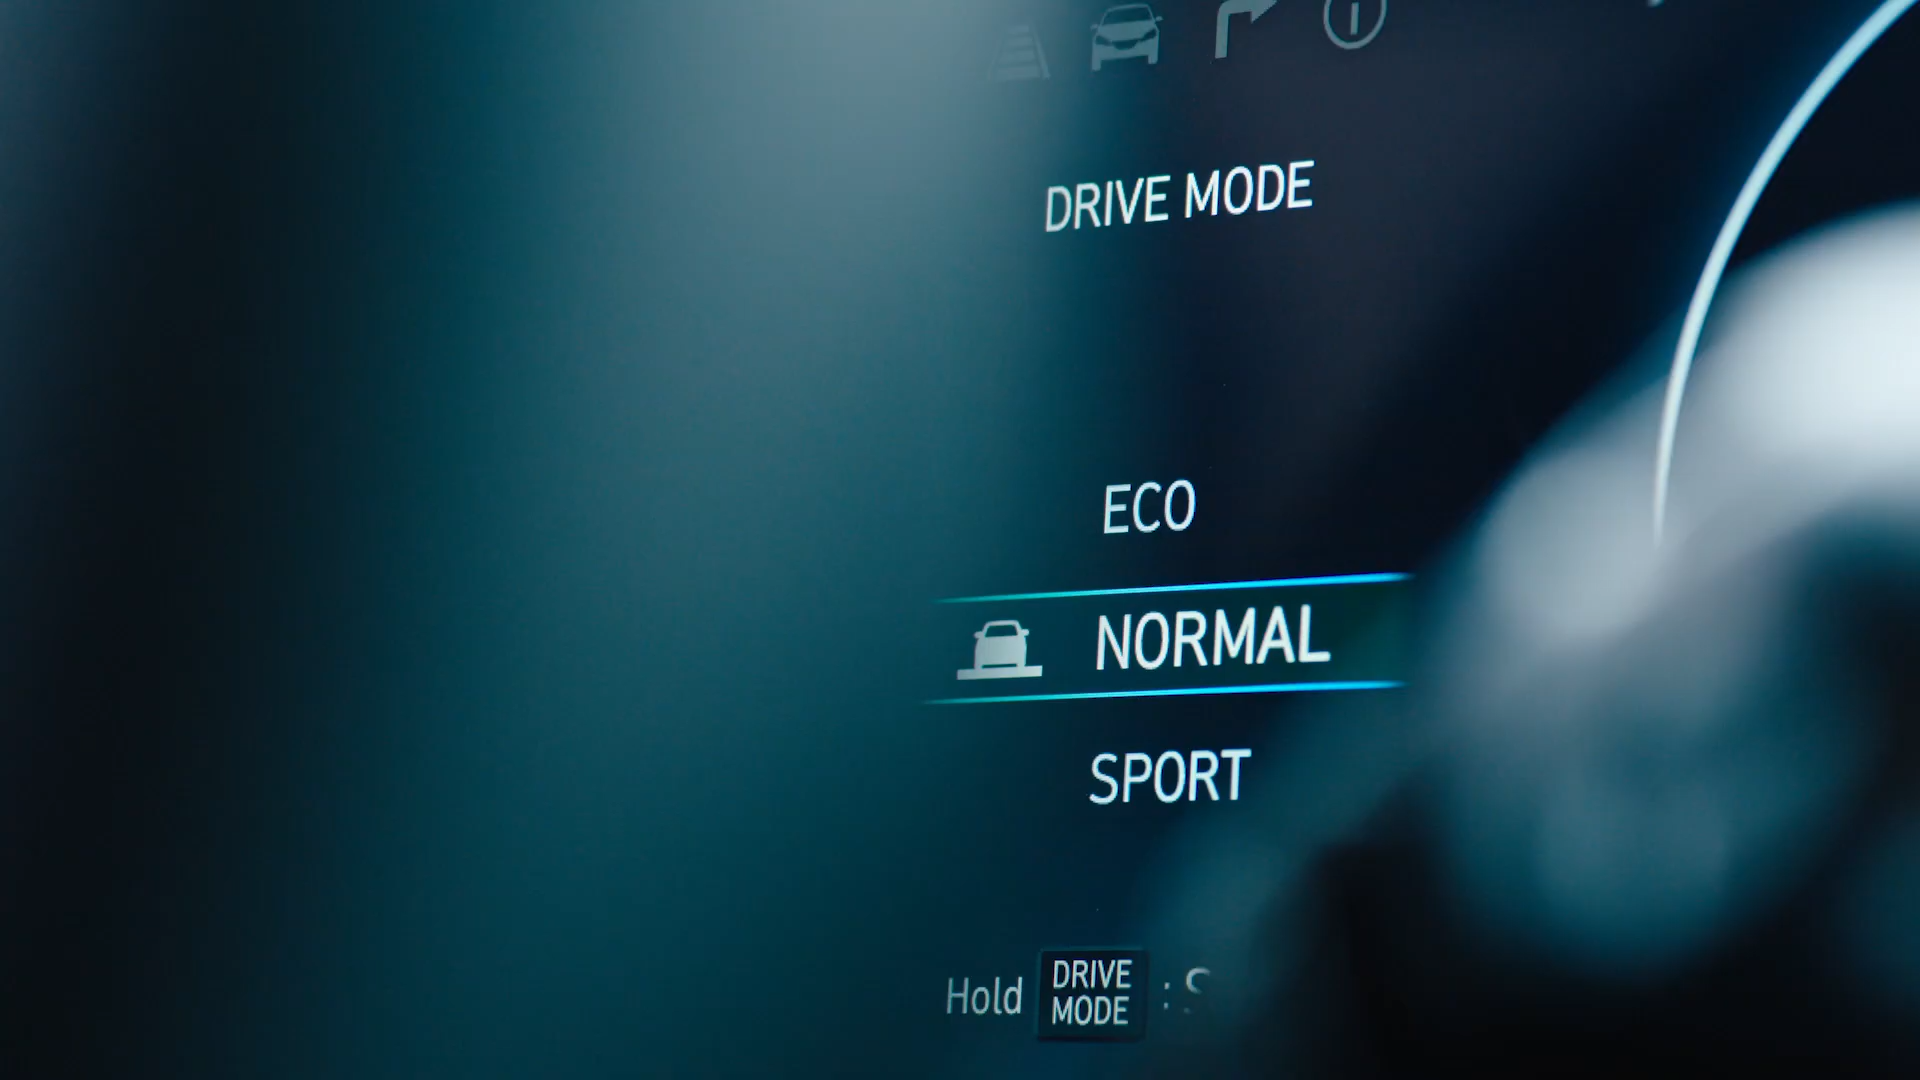 DRIVE MODE
ECO
NORMAL
SPORT
Hold DRIVE MODE :